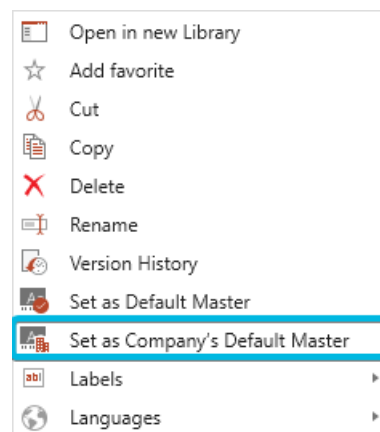 Open in new Library
Add favorite
Cut
Copy
Delete
Rename
Version History
Set as Default Master
Set as Company's Default Master
abl Labels
Languages